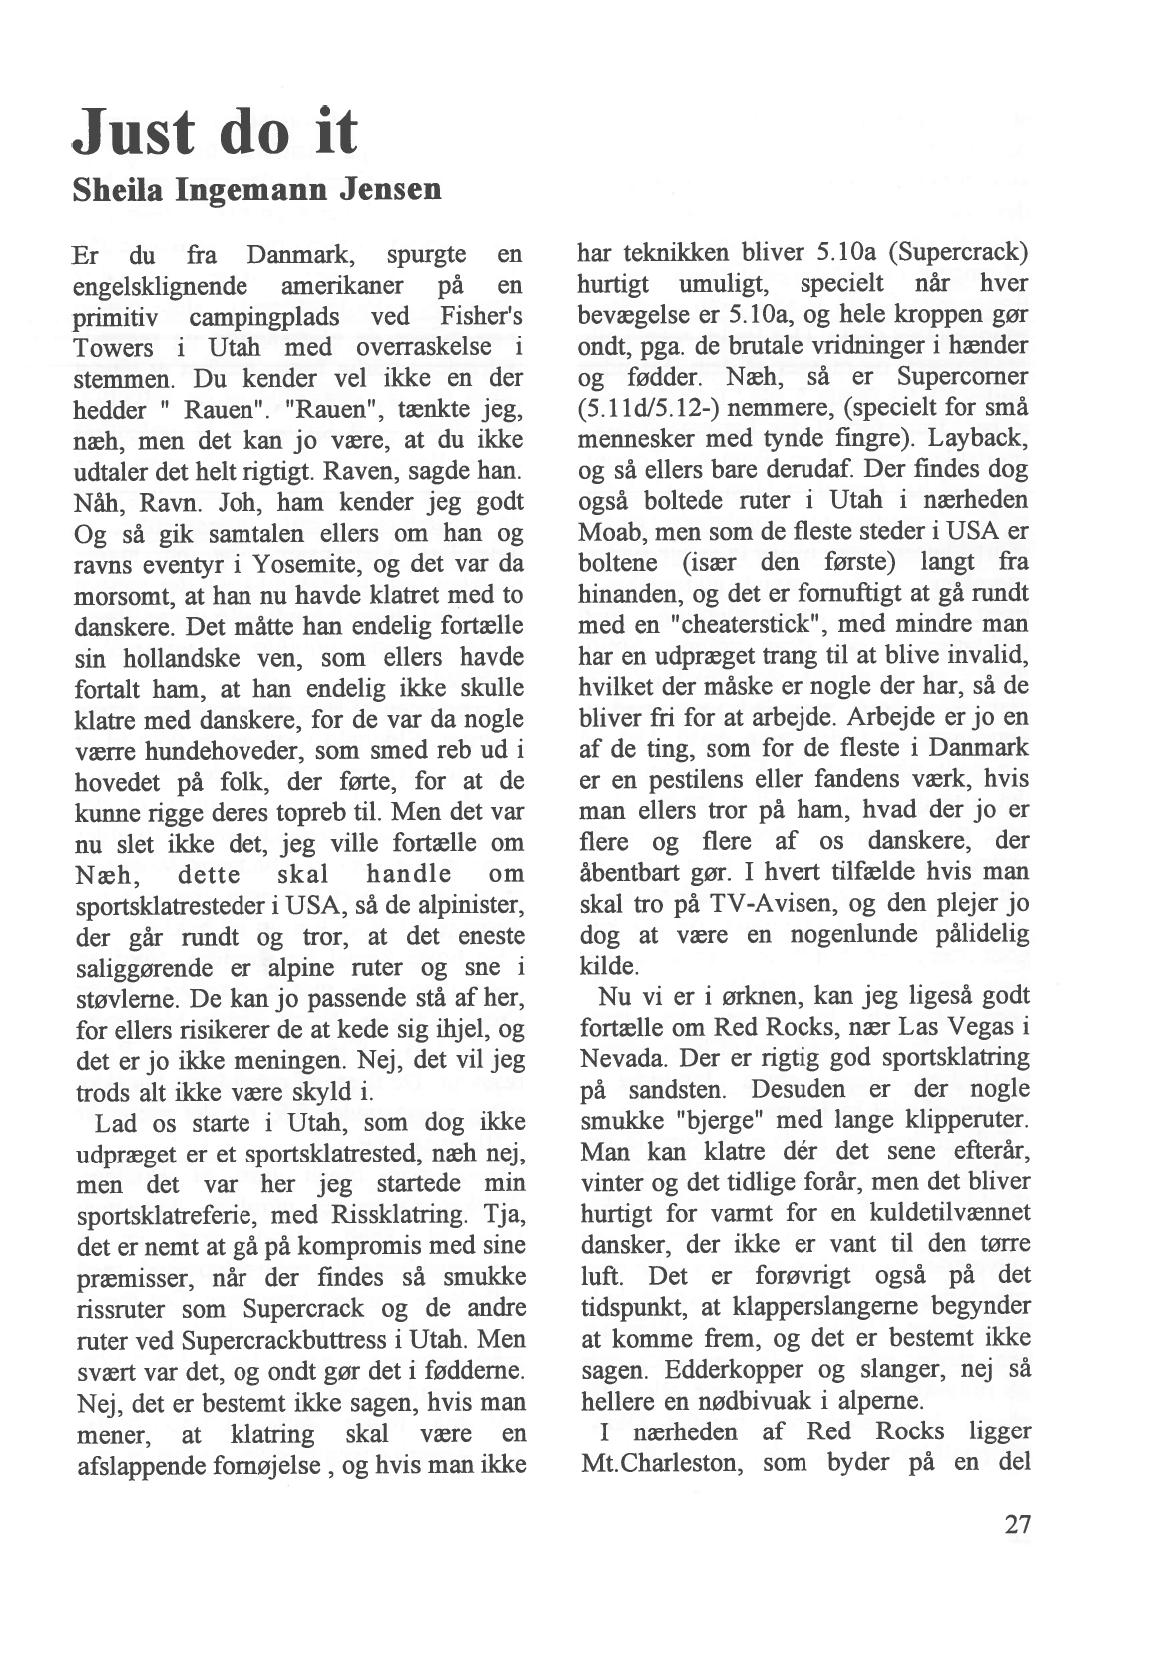 Just do it
Sheila Ingemann Jensen
Er du fra Danmark, spurgte en
engelsklignende amerikaner på en
primitiv campingplads ved Fisher's
Towers i Utah med overraskelse i
stemmen. Du kender vel ikke en der
hedder " Rauen". "Rauen", tænkte jeg,
næh, men det kan jo være, at du ikke
udtaler det helt rigtigt. Raven, sagde han.
Nåh, Ravn. Joh, ham kender jeg godt
Og så gik samtalen ellers om han og
ravns eventyr i Yosemite, og det var da
morsomt, at han nu havde klatret med to
danskere. Det måtte han endelig fortælle
sin hollandske ven, som ellers havde
fortalt ham, at han endelig ikke skulle
klatre med danskere, for de var da nogle
værre hundehoveder, som smed reb ud i
hovedet på folk, der førte, for at de
kunne rigge deres topreb til. Men det var
nu slet ikke det, jeg ville fortælle om
Næh, dette skal handle om
sportsklatresteder i USA, så de alpinister,
der går rundt og tror, at det eneste
saliggørende er alpine ruter og sne i
støvlerne. De kan jo passende stå af her,
for ellers risikerer de at kede sig ihjel, og
det er jo ikke meningen. Nej, det vil jeg
trods alt ikke være skyld i.
Lad os starte i Utah, som dog ikke
udpræget er et sportsklatrested, næh nej,
men det var her jeg startede min
sportsklatreferie, med Rissklatring. Tja,
det er nemt at gå på kompromis med sine
præmisser, når der findes så smukke
rissruter som Supercrack og de andre
ruter ved Supercrackbuttress i Utah. Men
svært var det, og ondt gør det i fødderne.
Nej, det er bestemt ikke sagen, hvis man
mener, at klatring skal være en
afslappende fornøjelse , og hvis man ikke
har teknikken bliver 5.10a (Supercrack)
hurtigt umuligt, specielt når hver
bevægelse er 5.10a, og hele kroppen gør
ondt, pga. de brutale vridninger i hænder
og fødder. Næh, så er Supercorner
(5.11d/5.12-) nemmere, (specielt for små
mennesker med tynde fingre). Layback,
og så ellers bare derudaf. Der findes dog
også boltede ruter i Utah i nærheden
Moab, men som de fleste steder i USA er
boltene (især den første) langt fra
hinanden, og det er fornuftigt at gå rundt
med en "cheaterstick", med mindre man
har en udpræget trang til at blive invalid,
hvilket der måske er nogle der har, så de
bliver fri for at arbejde. Arbejde er jo en
af de ting, som for de fleste i Danmark
er en pestilens eller fandens værk, hvis
man ellers tror på ham, hvad der jo er
flere og flere af os danskere, der
åbentbart gør. I hvert tilfælde hvis man
skal tro på TV-Avisen, og den plejer jo
dog at være en nogenlunde pålidelig
kilde.
Nu vi er i ørknen, kan jeg ligeså godt
fortælle om Red Rocks, nær Las Vegas i
Nevada. Der er rigtig god sportsklatring
på sandsten. Desuden er der nogle
smukke "bjerge" med lange klipperuter.
Man kan klatre dér det sene efterår,
vinter og det tidlige forår, men det bliver
hurtigt for varmt for en kuldetilvænnet
dansker, der ikke er vant til den tørre
luft. Det er forøvrigt også på det
tidspunkt, at klapperslangerne begynder
at komme frem, og det er bestemt ikke
sagen. Edderkopper og slanger, nej så
hellere en nødbivuak i alperne.
I nærheden af Red Rocks ligger
Mt.Charleston, som byder på en del
27